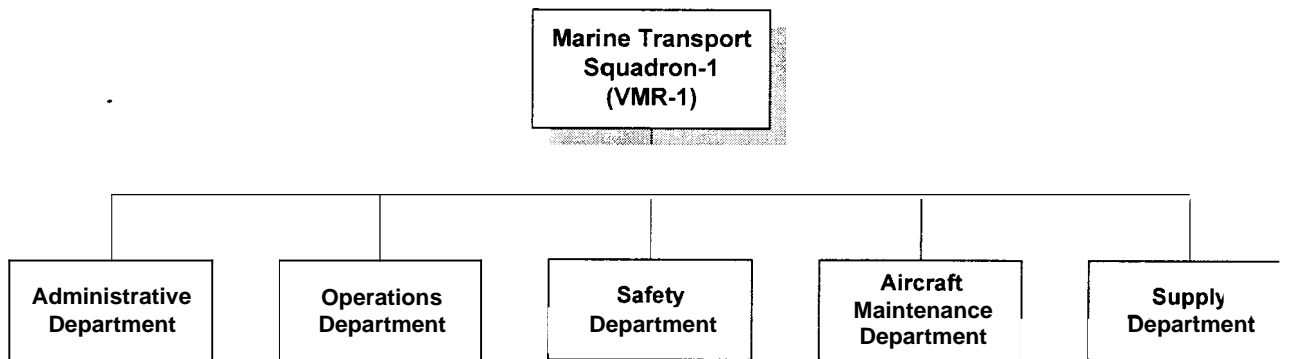 Marine Transport
Squadron-1
(VMR-1)
Administrative
Department
Operations
Department
Safety
Department
Aircraft
Maintenance
Department
Supply
Department